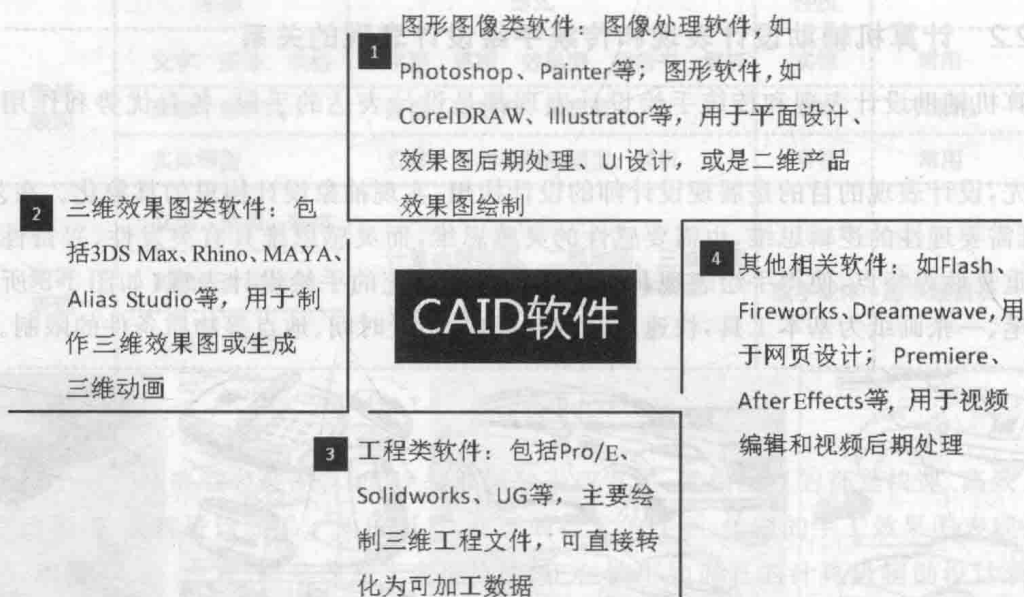 1
图形图像类软件：图像处理软件，如
Photoshop、Painter等；图形软件，如
CorelDRAW、Illustrator等，用于平面设计、
效果图后期处理、UI设计，或是二维产品
效果图绘制
2
三维效果图类软件：包
括3DS Max、Rhino、MAYA、
Alias Studio等，用于制
作三维效果图或生成
三维动画
CAID软件
4
其他相关软件：如Flash、
Fireworks、Dreamewave，用
于网页设计；Premiere、
After Effects等，用于视频
编辑和视频后期处理
3
工程类软件：包括Pro/E、
Solidworks、UG等，主要绘
制三维工程文件，可直接转
化为可加工数据